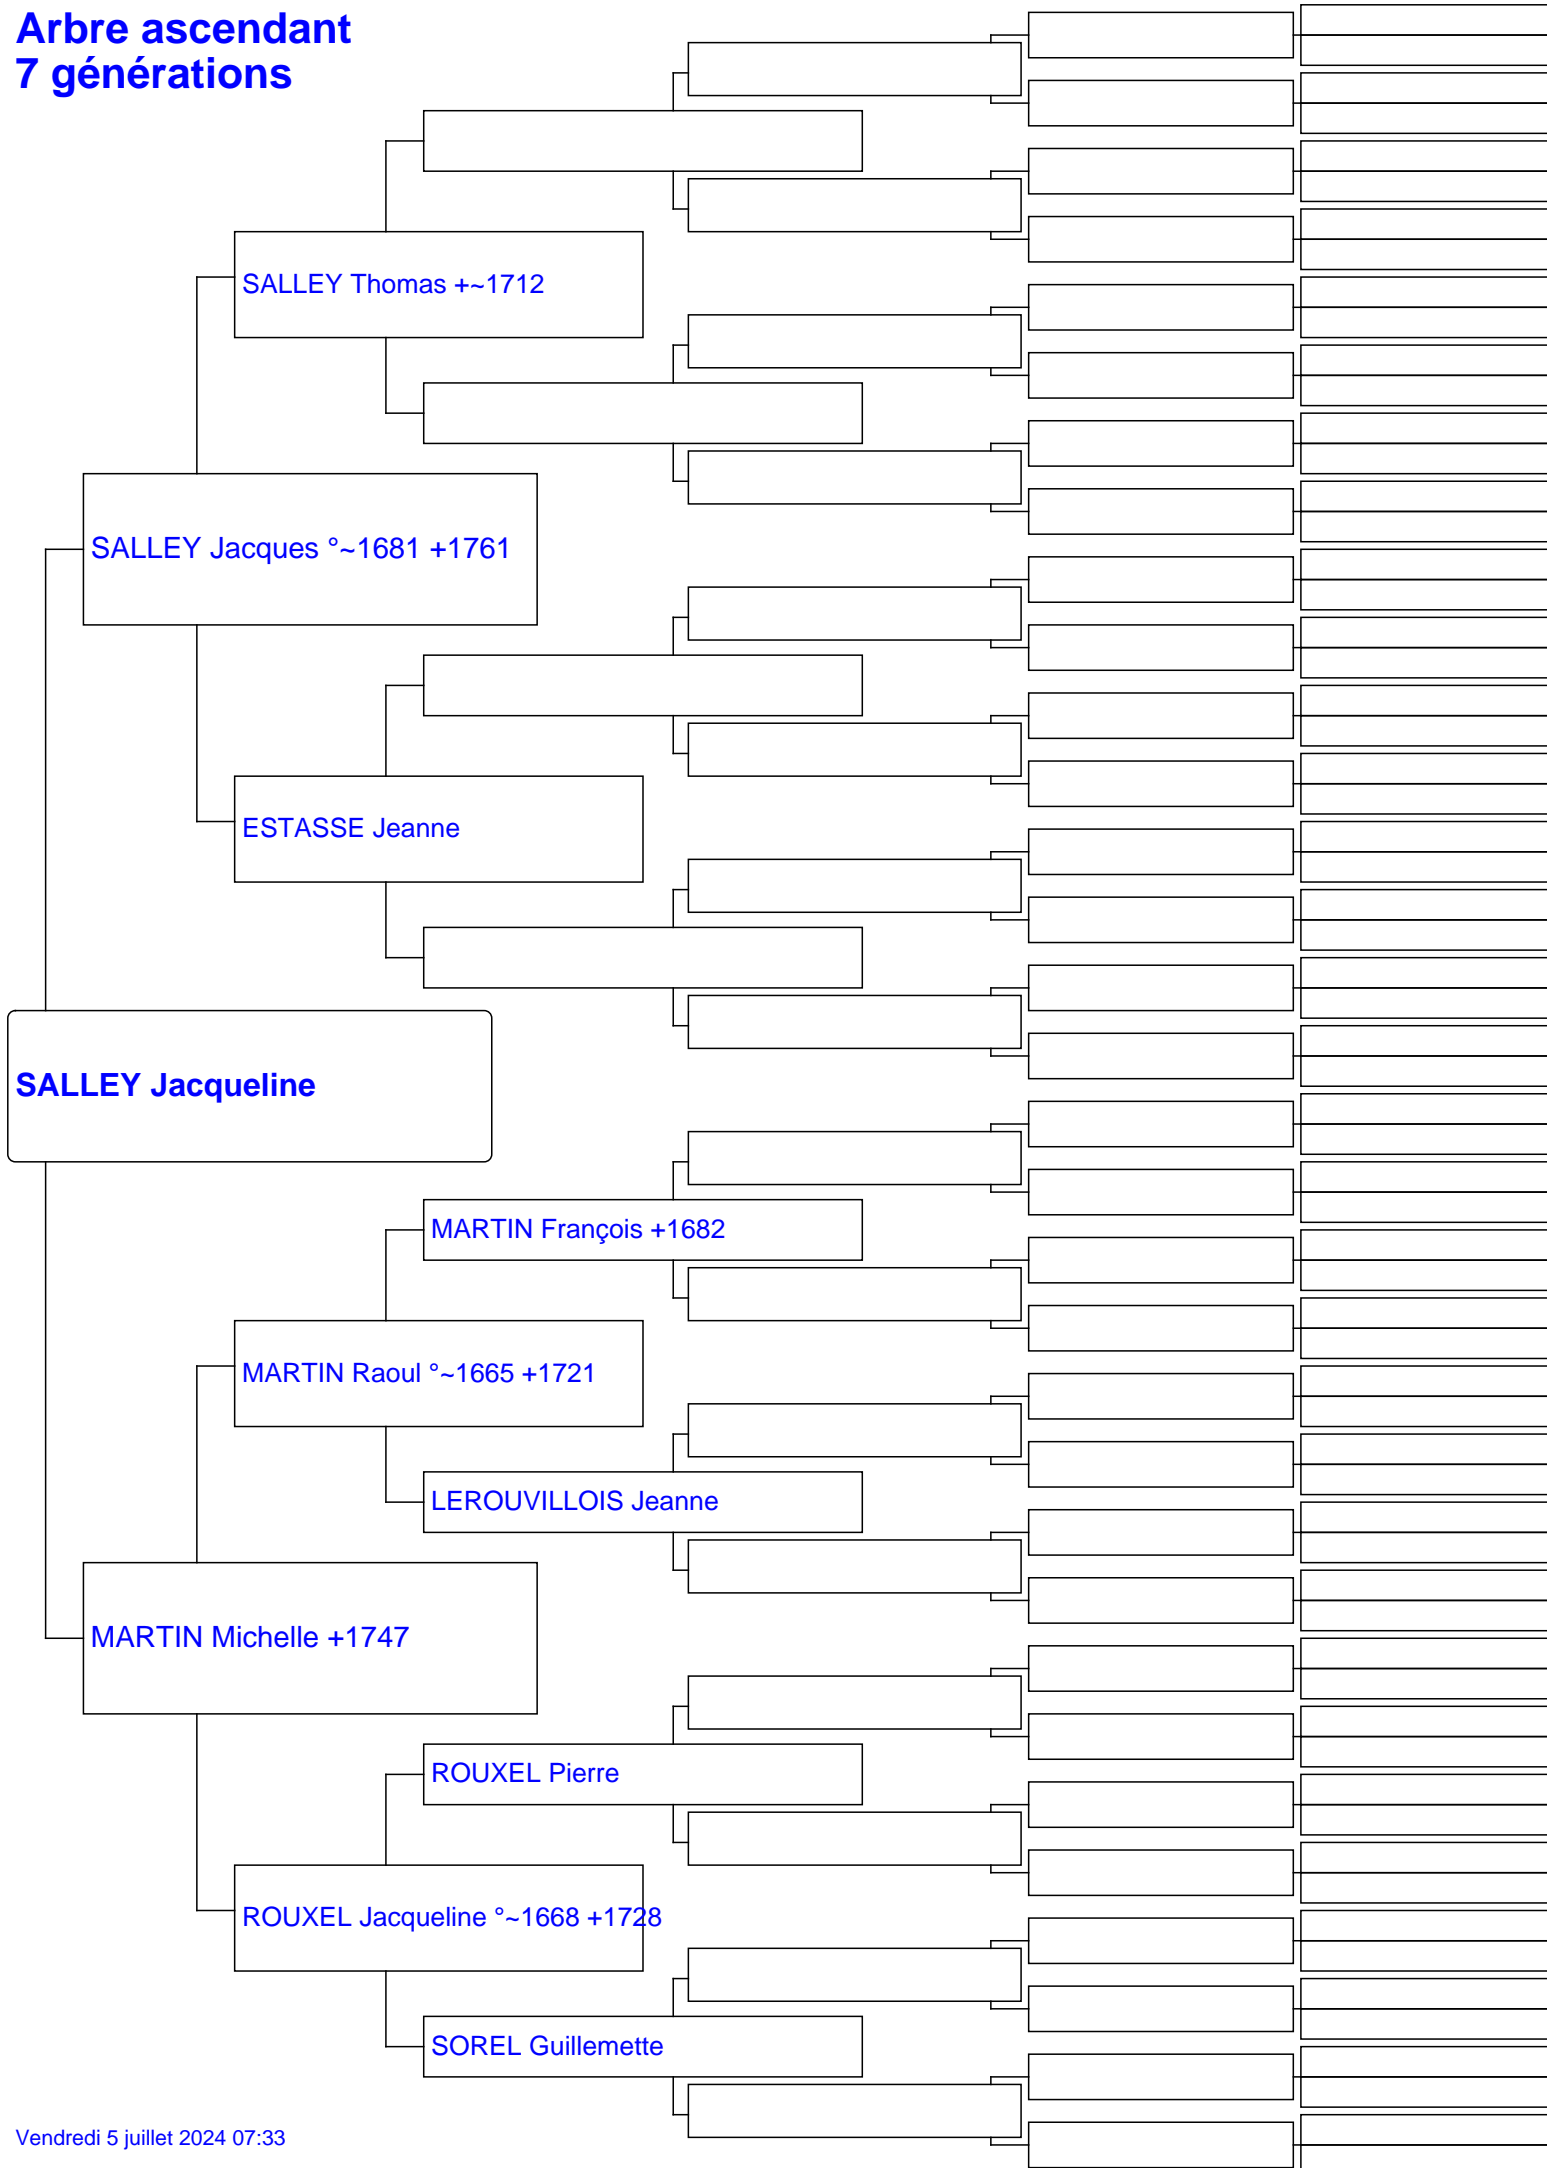 Arbre ascendant
7 générations
SALLEY Thomas +~1712
SALLEY Jacques °~1681 +1761
ESTASSE Jeanne
SALLEY Jacqueline
MARTIN François +1682
MARTIN Raoul °~1665 +1721
LEROUVILLOIS Jeanne
MARTIN Michelle +1747
ROUXEL Pierre
ROUXEL Jacqueline °~1668 +1728
SOREL Guillemette
Vendredi 5 juillet 2024 07:33